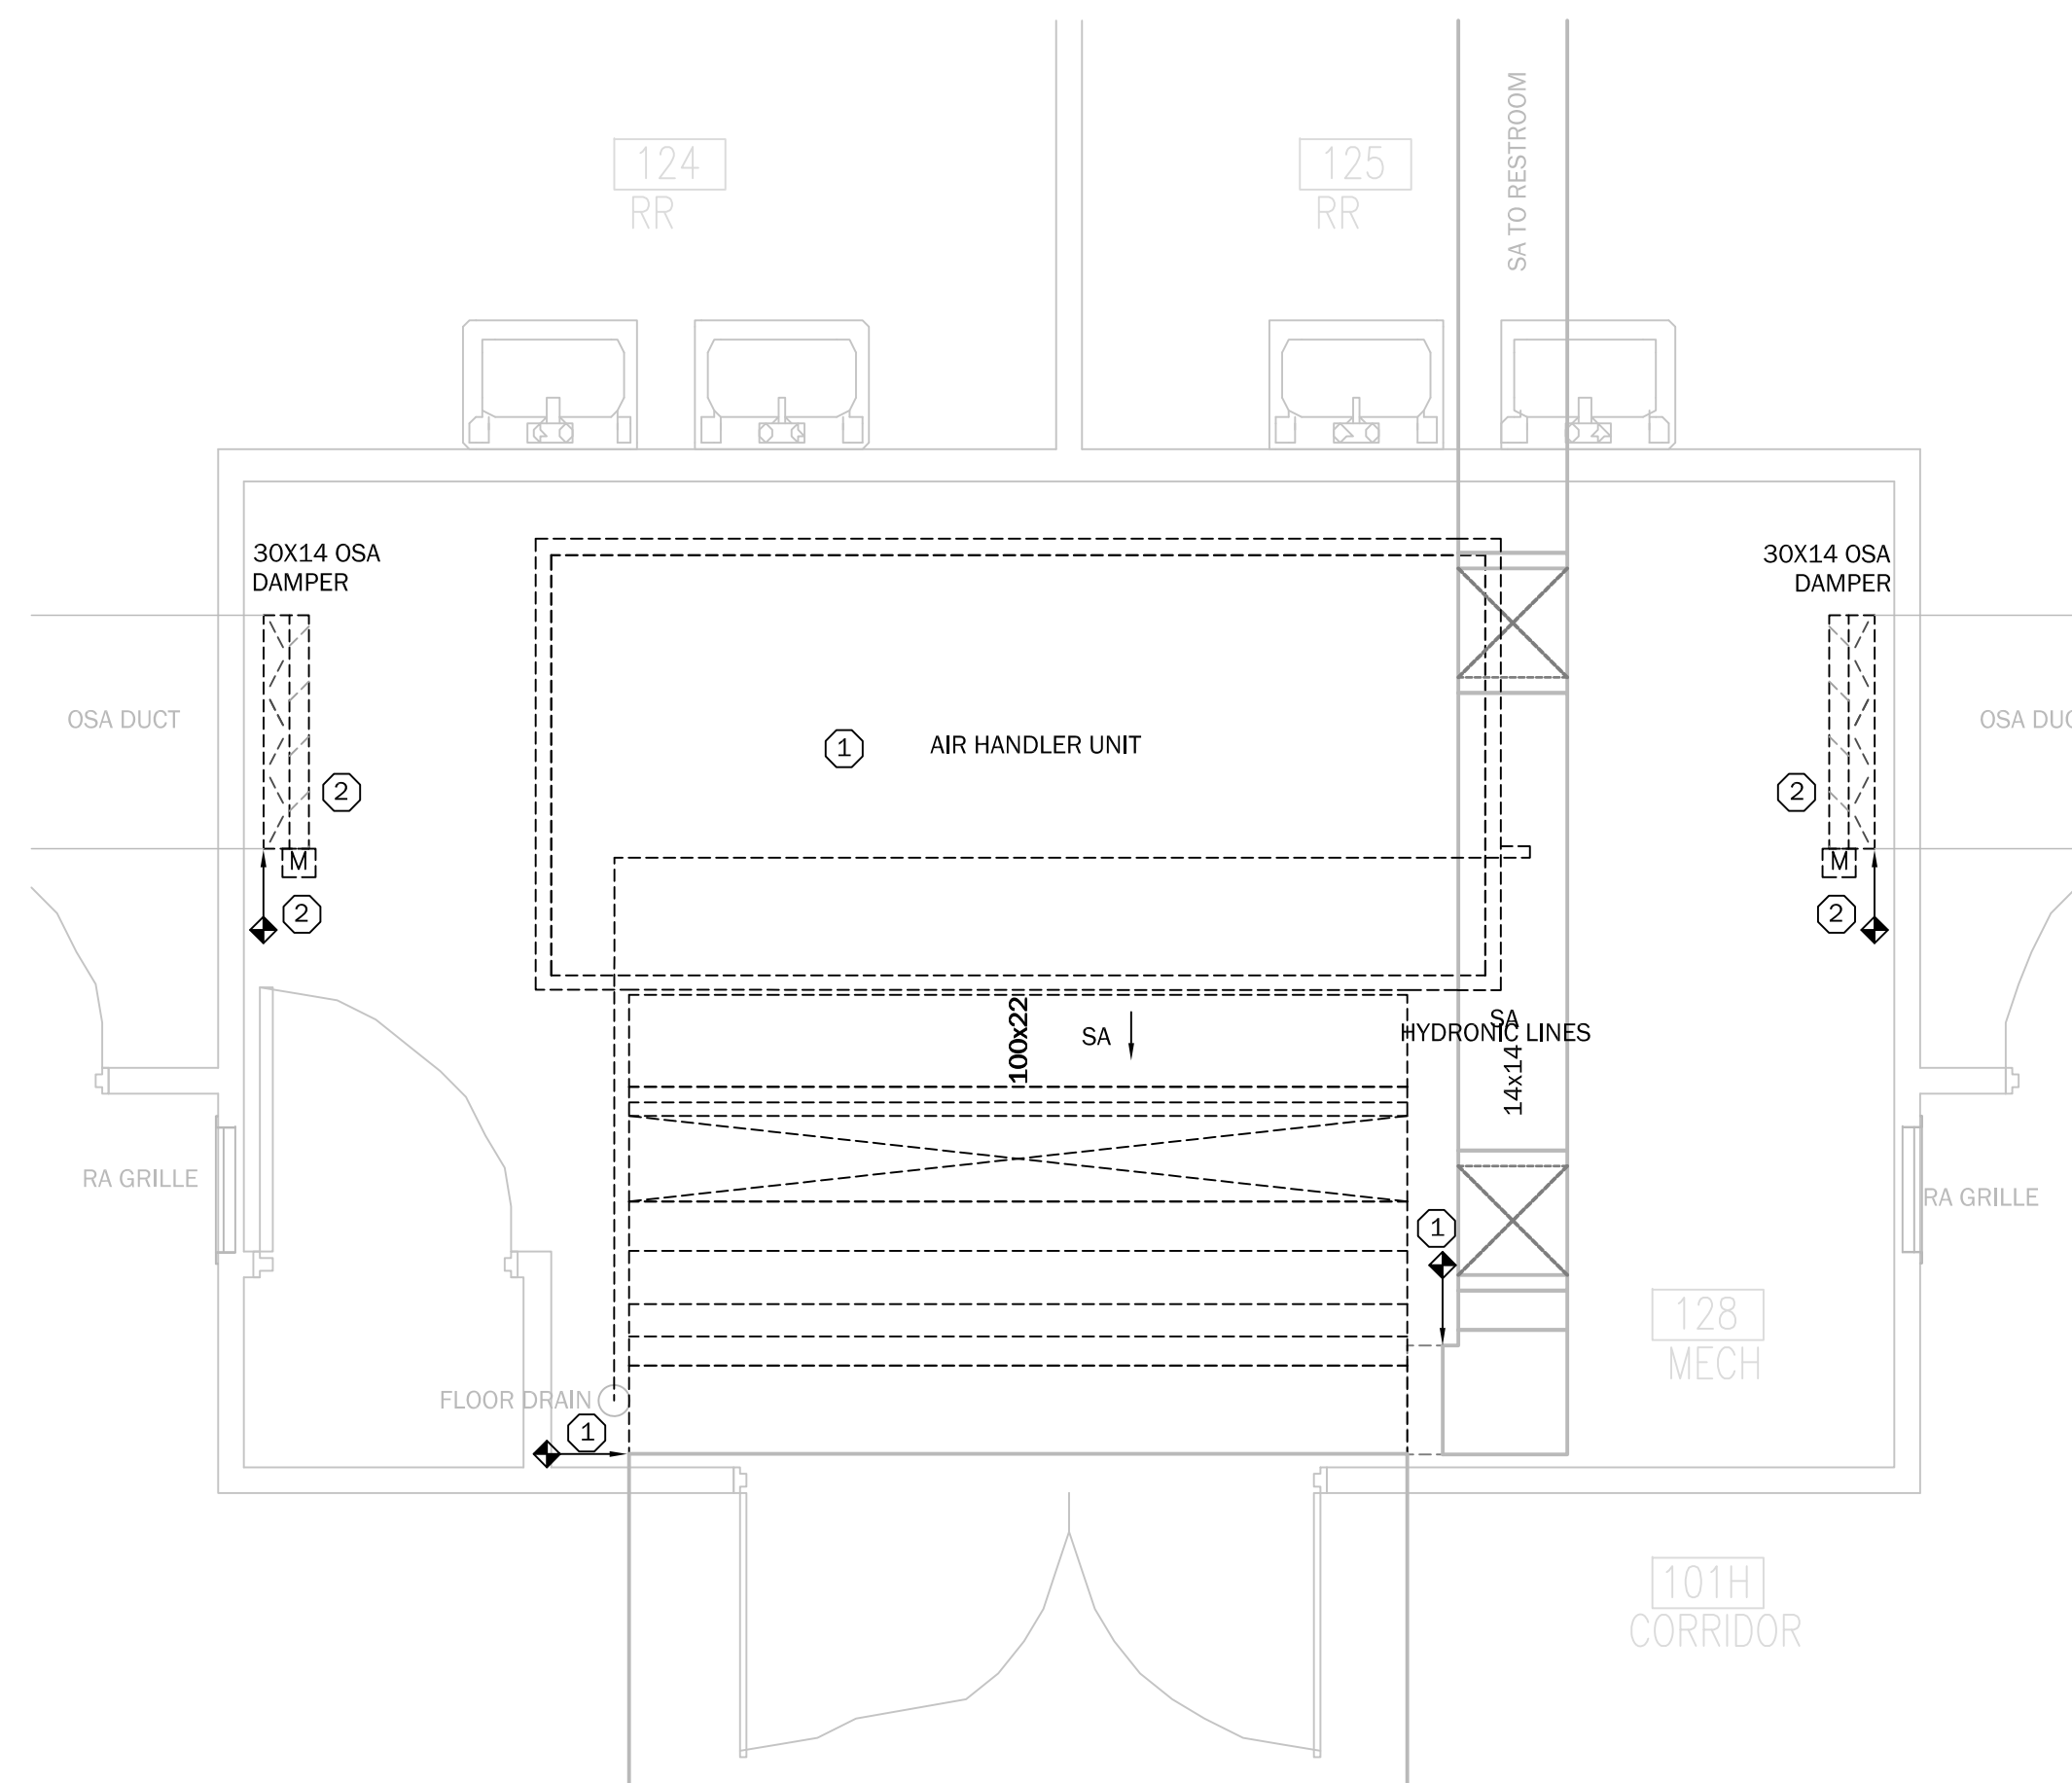 SA TO RESTROOM
124
RR
125
RR
30X14 OSA
DAMPER
30X14 OSA
DAMPER
OSA DUCT
OSA DUC
1
AIR HANDLER UNIT
2
2
M
M
2
2
100x22
SA
SA
HYDRONIC LINES
14x14
RA GRILLE
RA GRILLE
1
128
MECH
FLOOR DRAIN
1
101H
CORRIDOR